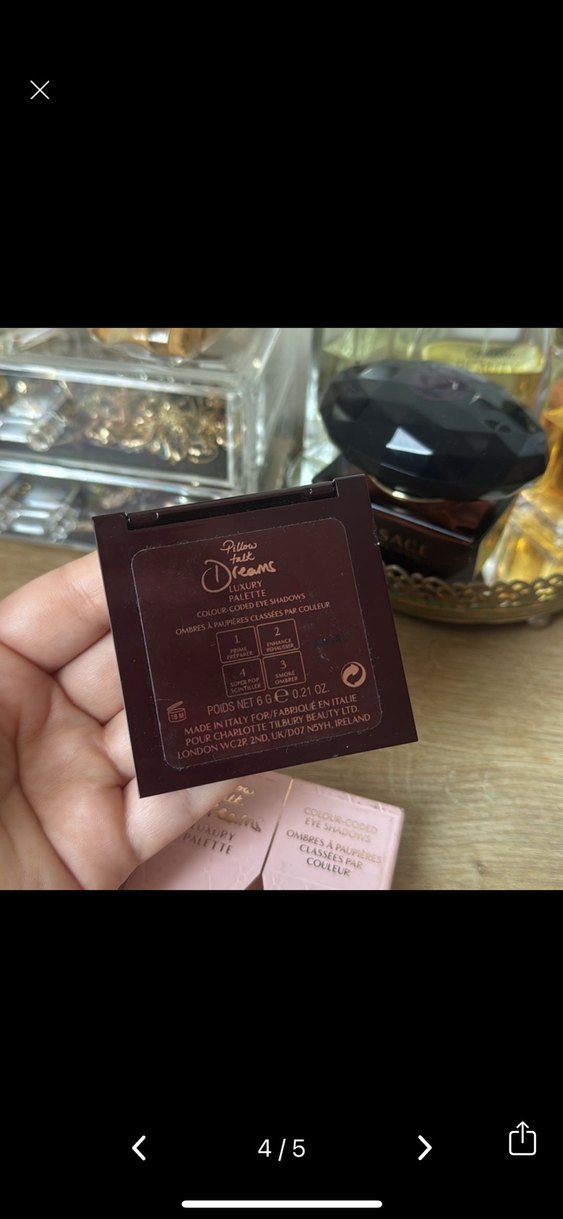 Pillow
talk
Dreams
LUXURY
PALETTE
COLOUR-CODED EYE SHADOWS
OMBRES À PAUPIÈRES CLASSÉES PAR COULEUR
1
PRIME
PRÉPARER
2
ENHANCE
REHAUSSER
4
SUPER POP
SCINTILLER
3
SMOKE
OMBRER
18 M
POIDS NET 6 G e 0.21 OZ.
MADE IN ITALY FOR/FABRIQUÉ EN ITALIE
POUR CHARLOTTE TILBURY BEAUTY LTD.
LONDON WC2R 2ND, UK/D07 N5YH, IRELAND
talk
Dreams
LUXURY
PALETTE
COLOUR-CODED
EYE SHADOWS
OMBRES À PAUPIÈRES
CLASSÉES PAR
COULEUR
4/5